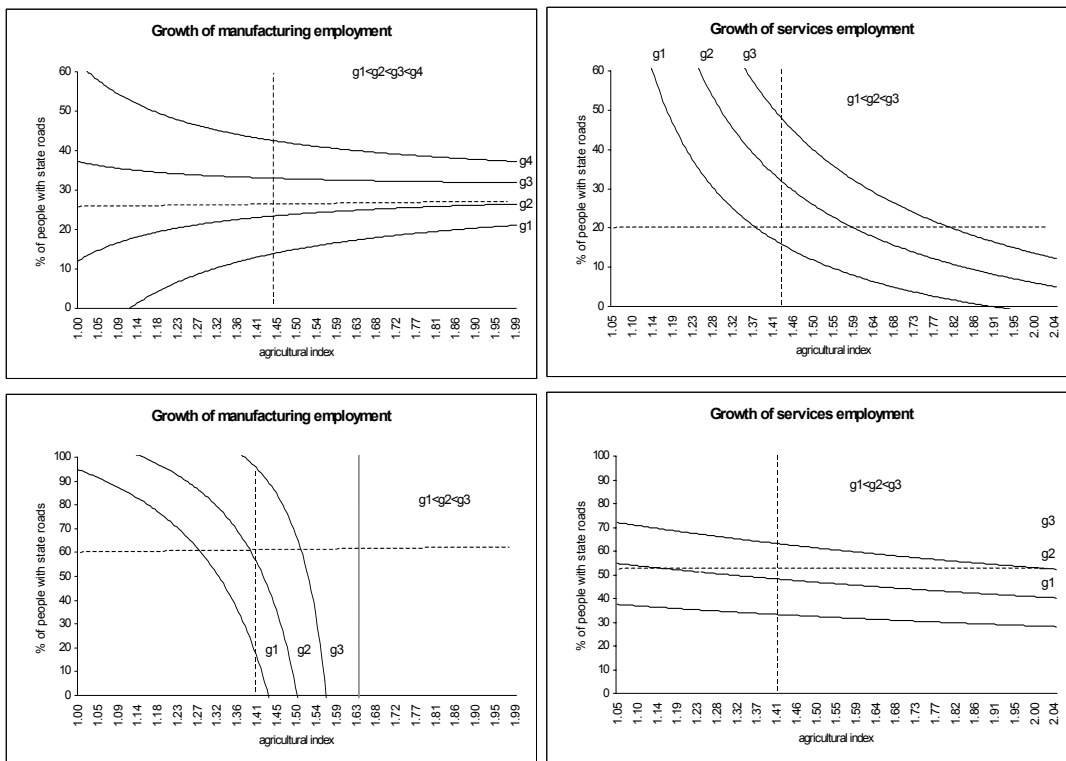 Growth of manufacturing employment
g1<g2<g3<g4
% of people with state roads
60
50
40
30
20
10
0
g4
g3
g2
g1
1.00 1.05 1.09 1.14 1.18 1.23 1.27 1.32 1.36 1.41 1.45 1.50 1.54 1.59 1.63 1.68 1.72 1.77 1.81 1.86 1.90 1.95 1.99
agricultural index
Growth of services employment
g1 g2 g3
g1<g2<g3
% of people with state roads
60
50
40
30
20
10
0
1.05 1.10 1.14 1.19 1.23 1.28 1.32 1.37 1.41 1.46 1.50 1.55 1.59 1.64 1.68 1.73 1.77 1.82 1.86 1.91 1.95 2.00 2.04
agricultural index
Growth of manufacturing employment
g1<g2<g3
% of people with state roads
100
90
80
70
60
50
40
30
20
10
0
g1 g2 g3
1.00 1.05 1.09 1.14 1.18 1.23 1.27 1.32 1.36 1.41 1.45 1.50 1.54 1.59 1.63 1.68 1.72 1.77 1.81 1.86 1.90 1.95 1.99
agricultural index
Growth of services employment
g1<g2<g3
% of people with state roads
100
90
80
70
60
50
40
30
20
10
0
g3
g2
g1
1.05 1.10 1.14 1.19 1.23 1.28 1.32 1.37 1.41 1.46 1.50 1.55 1.59 1.64 1.68 1.73 1.77 1.82 1.86 1.91 1.95 2.00 2.04
agricultural index